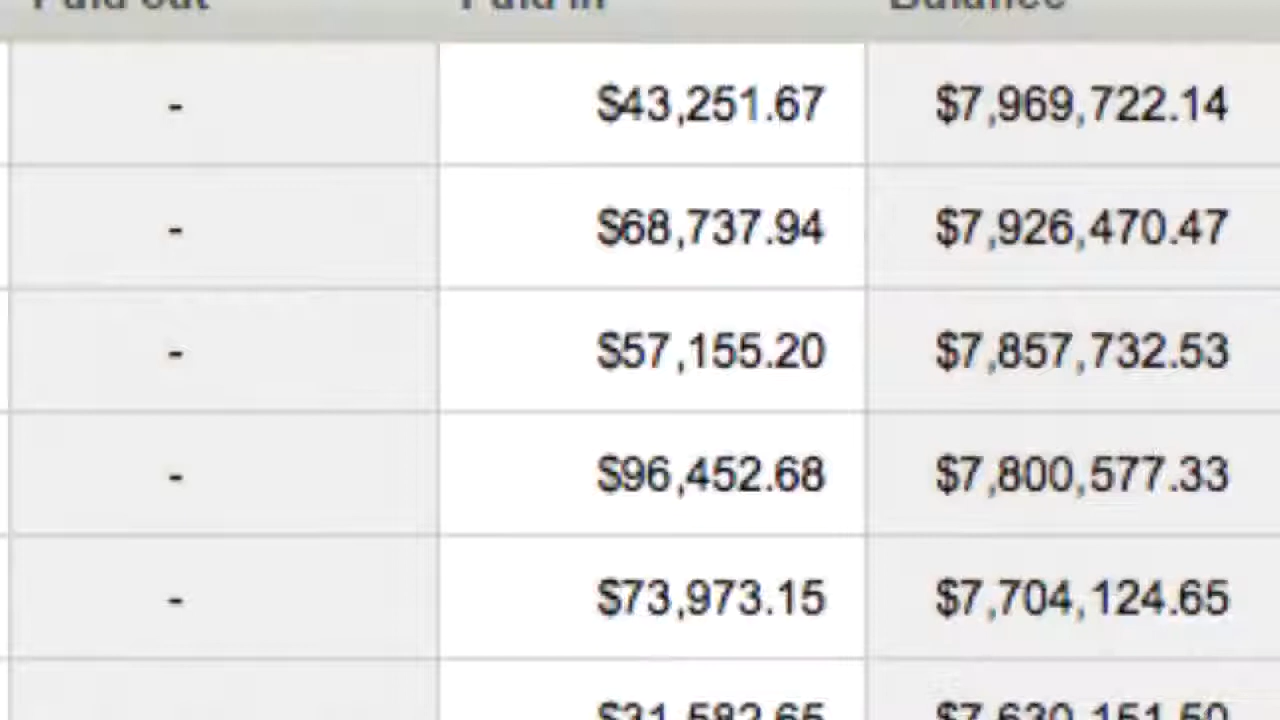 Paid out Paid in Balance
- $43,251.67 $7,969,722.14
- $68,737.94 $7,926,470.47
- $57,155.20 $7,857,732.53
- $96,452.68 $7,800,577.33
- $73,973.15 $7,704,124.65
$31,582.65 $7,630,151.50